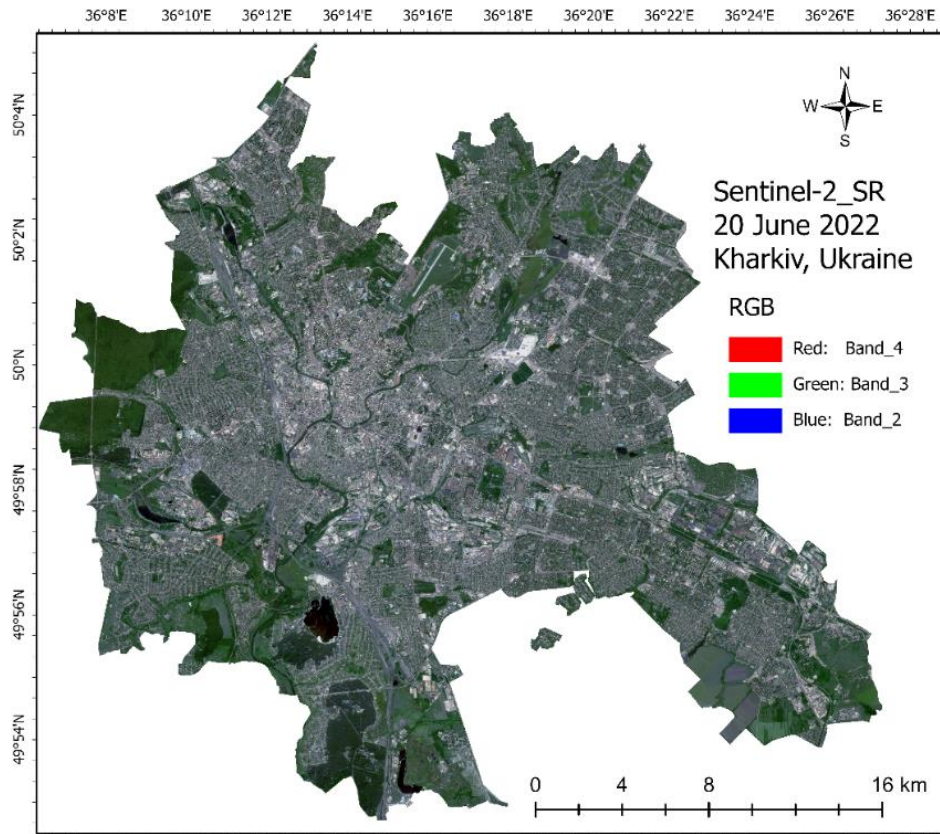 36°8'E 36°10'E 36°12'E 36°14'E 36°16'E 36°18'E 36°20'E 36°22'E 36°24'E 36°26'E 36°28'E
50°4'N
50°2'N
50°N
49°58'N
49°56'N
49°54'N
N
W E
S
Sentinel-2_SR
20 June 2022
Kharkiv, Ukraine
RGB
Red: Band_4
Green: Band_3
Blue: Band_2
0 4 8 16 km